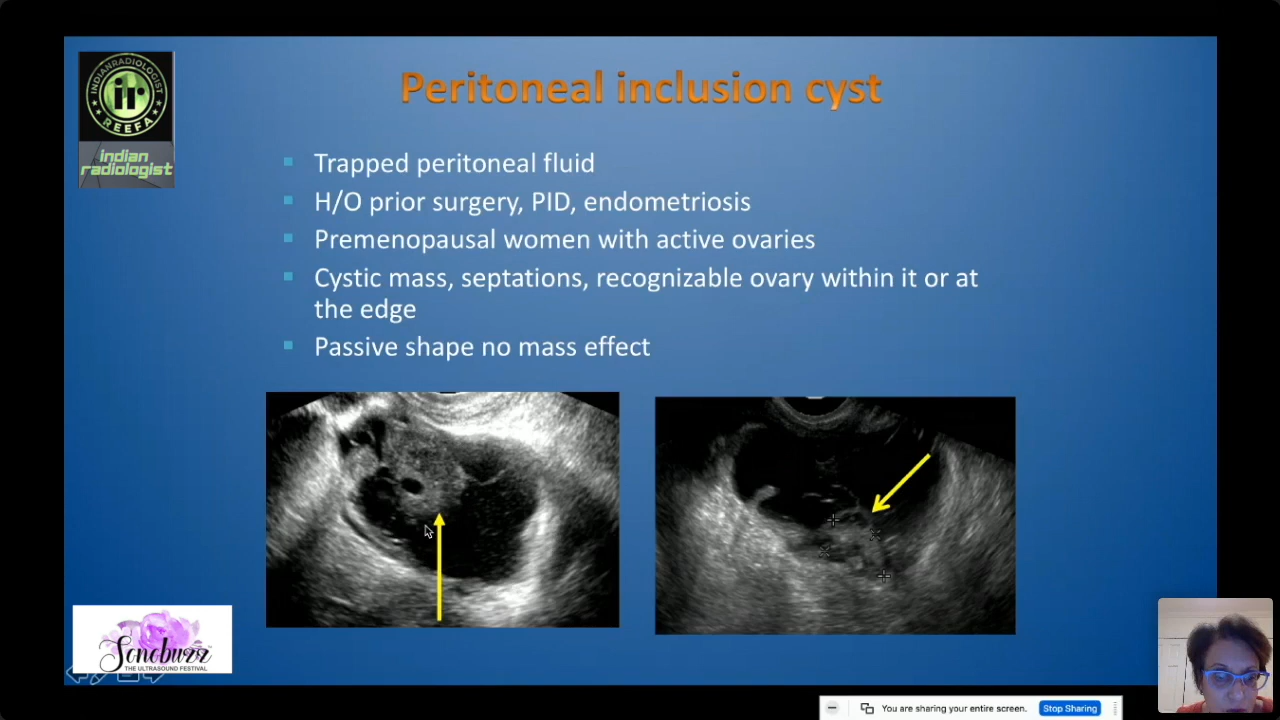 Peritoneal inclusion cyst
INDIANRADIOLOGIST
ir
REEFA
indian
radiologist
Trapped peritoneal fluid
H/O prior surgery, PID, endometriosis
Premenopausal women with active ovaries
Cystic mass, septations, recognizable ovary within it or at
the edge
Passive shape no mass effect
Sonobuzz
THE ULTRASOUND FESTIVAL
You are sharing your entire screen.
Stop Sharing